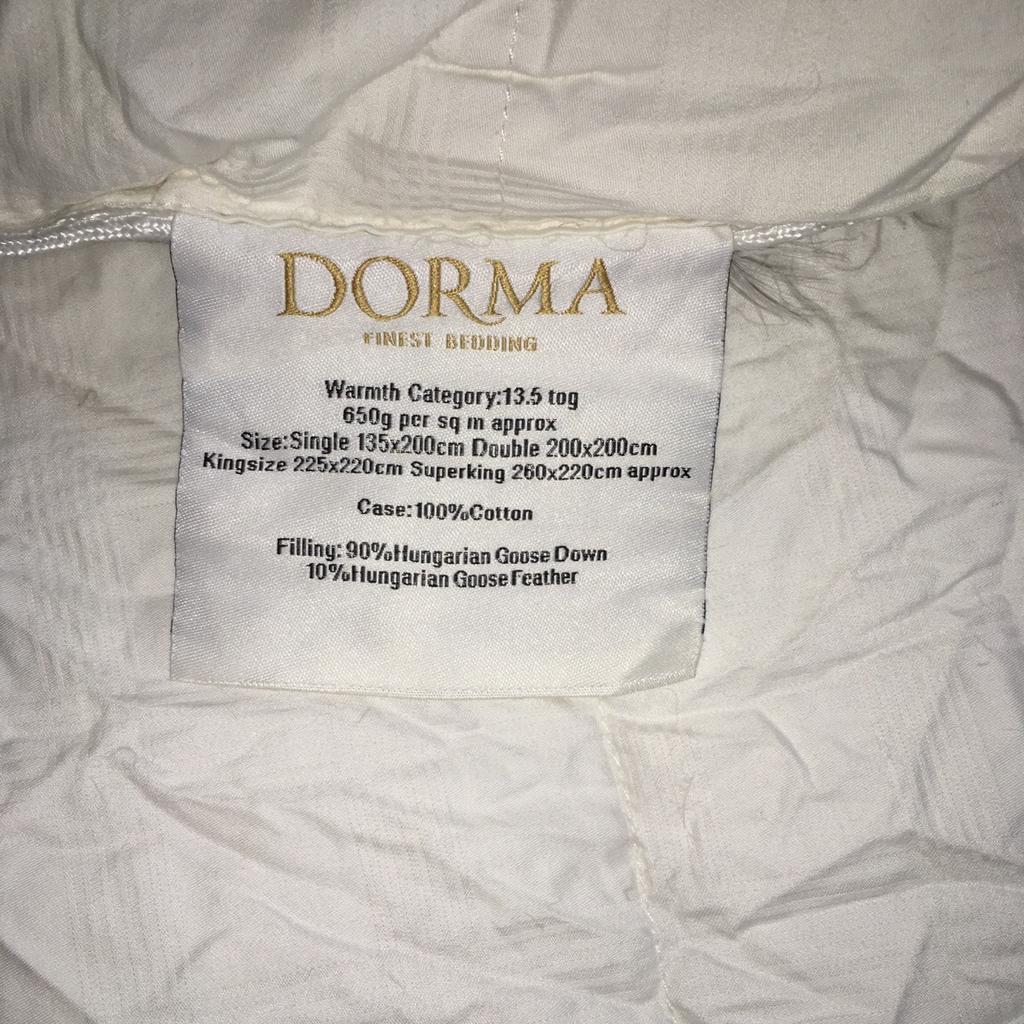 DORMA
FINEST BEDDING
Warmth Category:13.5 tog
650g per sq m approx
Size:Single 135x200cm Double 200x200cm
Kingsize 225x220cm Superking 260x220cm approx
Case:100%Cotton
Filling:90%Hungarian Goose Down
10%Hungarian Goose Feather